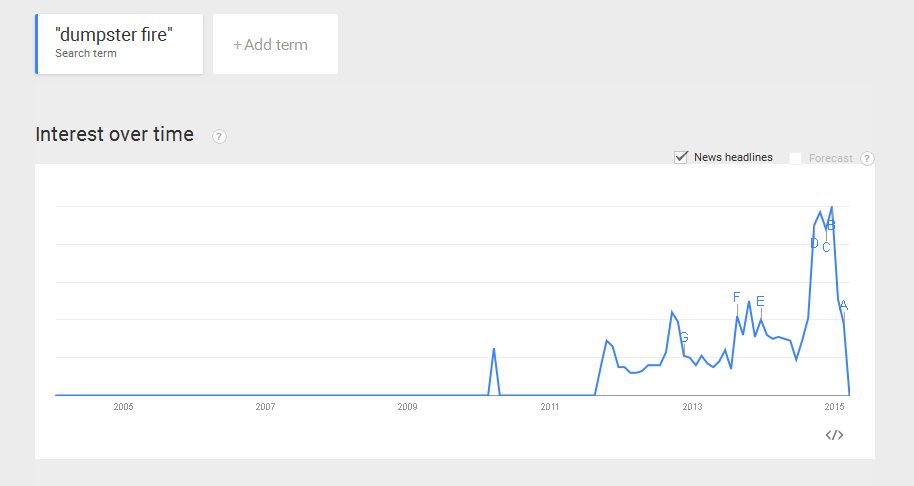 "dumpster fire"
Search term
+ Add term
Interest over time ?
News headlines Forecast ?
B
D C
F E A
G
2005 2007 2009 2011 2013 2015
</>